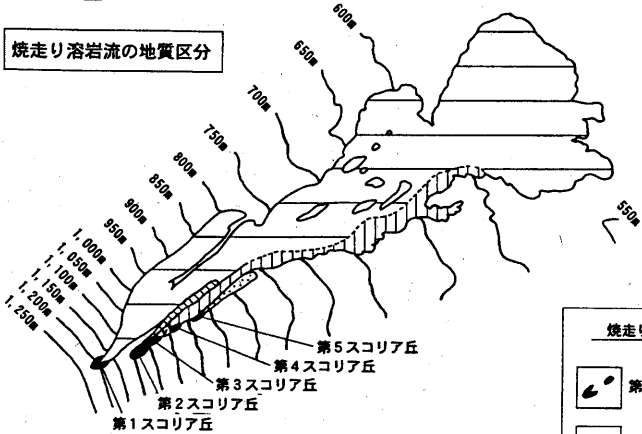 焼走り溶岩流の地質区分
600m
650m
700m
750m
800m
850m
900m
950m
1,000m
1,050m
1,100m
1,150m
1,200m
1,250m
550m
第5スコリア丘
第4スコリア丘
第3スコリア丘
第2スコリア丘
第1スコリア丘
焼走り
第